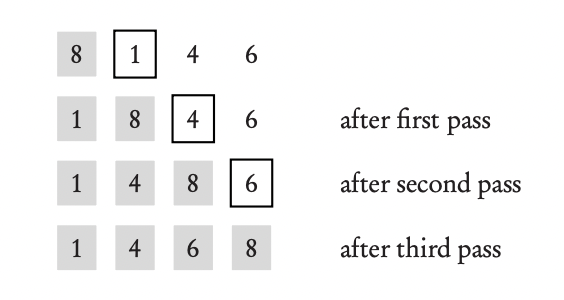 8 1 4 6
1 8 4 6 after first pass
1 4 8 6 after second pass
1 4 6 8 after third pass